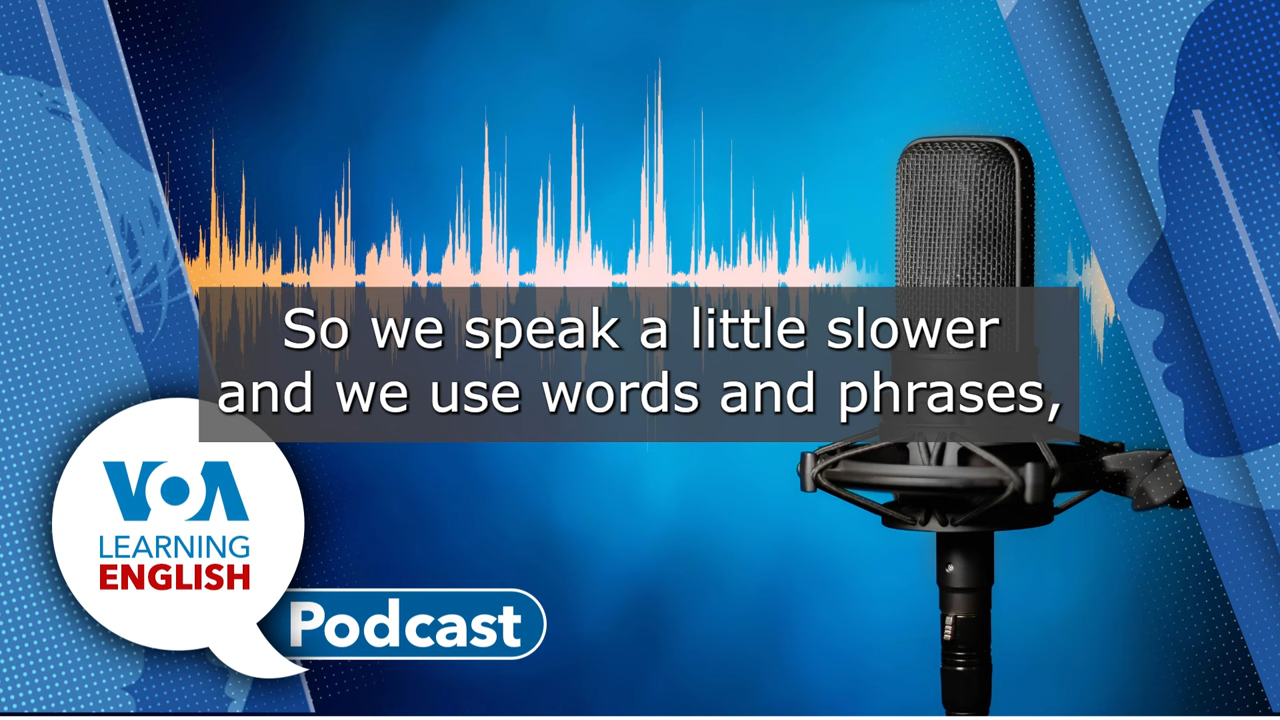 So we speak a little slower
and we use words and phrases,
VOA
LEARNING
ENGLISH
Podcast